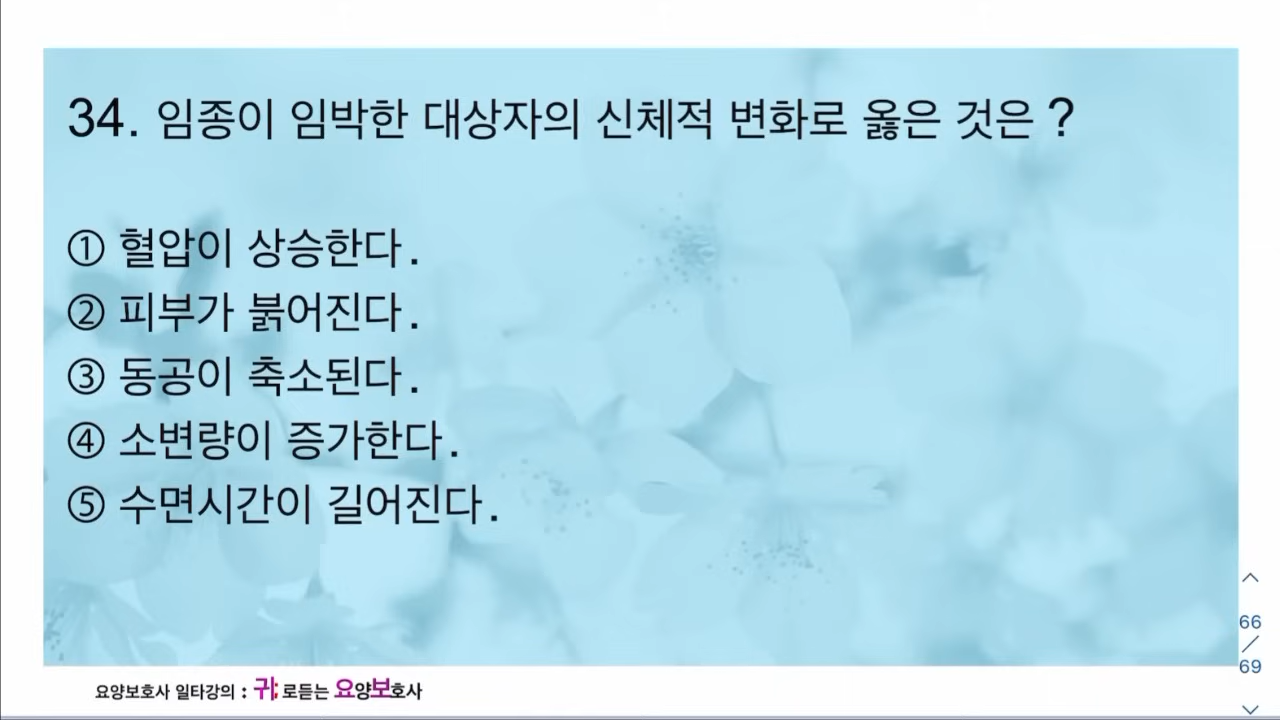 34. 임종이 임박한 대상자의 신체적 변화로 옳은 것은 ?
① 혈압이 상승한다.
② 피부가 붉어진다.
③ 동공이 축소된다.
④ 소변량이 증가한다.
⑤ 수면시간이 길어진다.
66
/
69
요양보호사 일타강의 : 귀; 로듣는 요양보호사